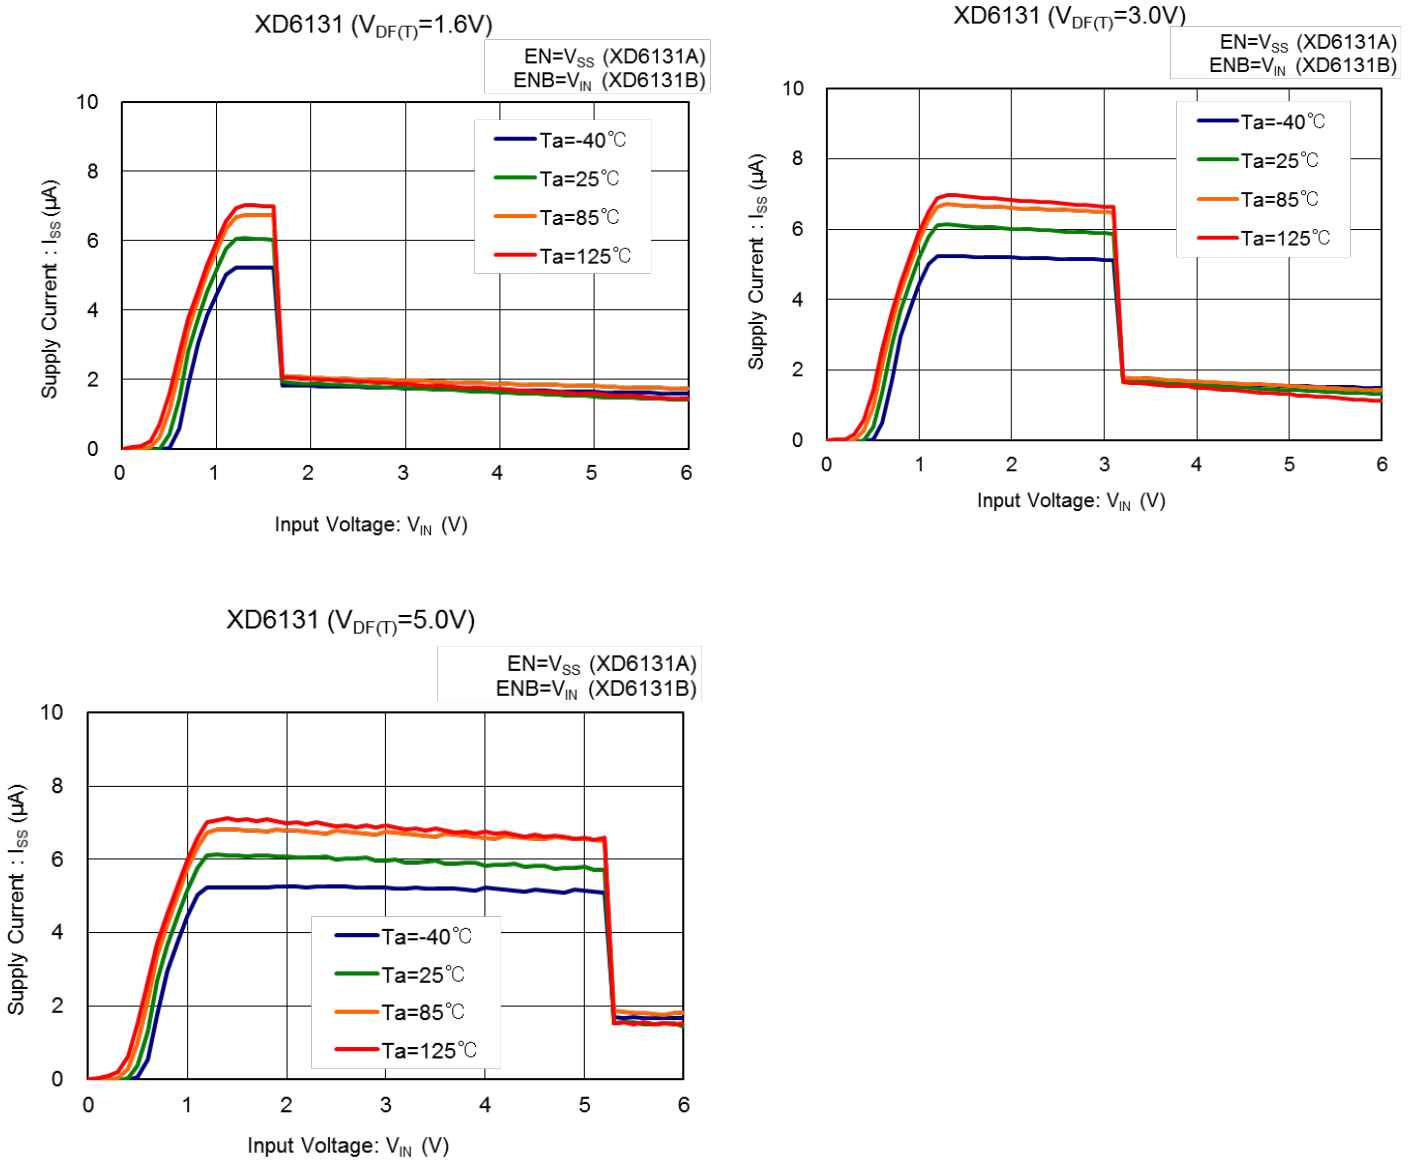 XD6131 (VDF(T)=1.6V)
EN=VSS (XD6131A)
ENB=VIN (XD6131B)
10
8
6
4
2
0
Supply Current : ISS (μA)
Ta=-40℃
Ta=25℃
Ta=85℃
Ta=125℃
0 1 2 3 4 5 6
Input Voltage: VIN (V)
XD6131 (VDF(T)=3.0V)
EN=VSS (XD6131A)
ENB=VIN (XD6131B)
10
8
6
4
2
0
Supply Current : ISS (μA)
Ta=-40℃
Ta=25℃
Ta=85℃
Ta=125℃
0 1 2 3 4 5 6
Input Voltage: VIN (V)
XD6131 (VDF(T)=5.0V)
EN=VSS (XD6131A)
ENB=VIN (XD6131B)
10
8
6
4
2
0
Supply Current : ISS (μA)
Ta=-40℃
Ta=25℃
Ta=85℃
Ta=125℃
0 1 2 3 4 5 6
Input Voltage: VIN (V)